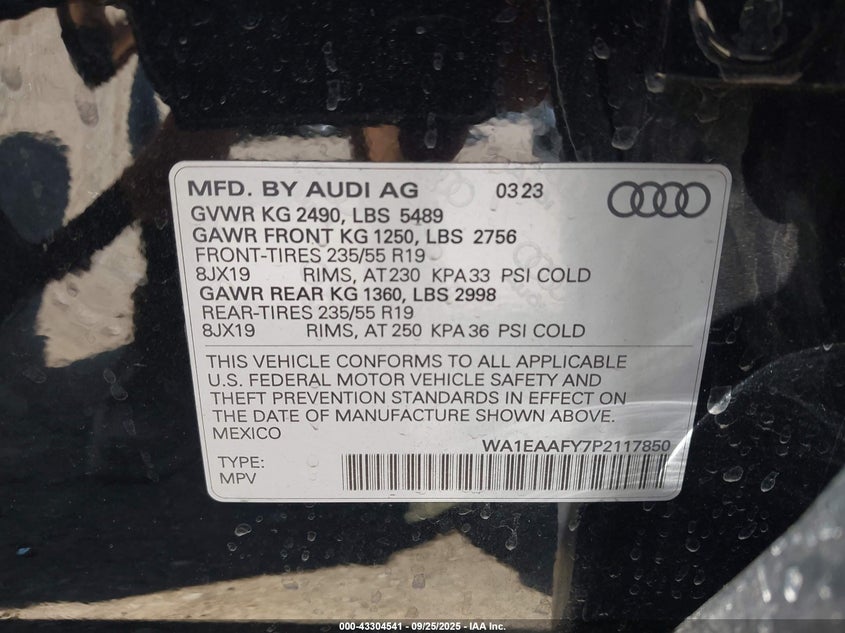 MFD. BY AUDI AG 03 23
GVWR KG 2490, LBS 5489
GAWR FRONT KG 1250, LBS 2756
FRONT-TIRES 235/55 R19
8JX19 RIMS, AT 230 KPA 33 PSI COLD
GAWR REAR KG 1360, LBS 2998
REAR-TIRES 235/55 R19
8JX19 RIMS, AT 250 KPA 36 PSI COLD
THIS VEHICLE CONFORMS TO ALL APPLICABLE
U.S. FEDERAL MOTOR VEHICLE SAFETY AND
THEFT PREVENTION STANDARDS IN EFFECT ON
THE DATE OF MANUFACTURE SHOWN ABOVE.
MEXICO
WA1EAAFY7P2117850
TYPE:
MPV
000-43304541 - 09/25/2025 - IAA Inc.